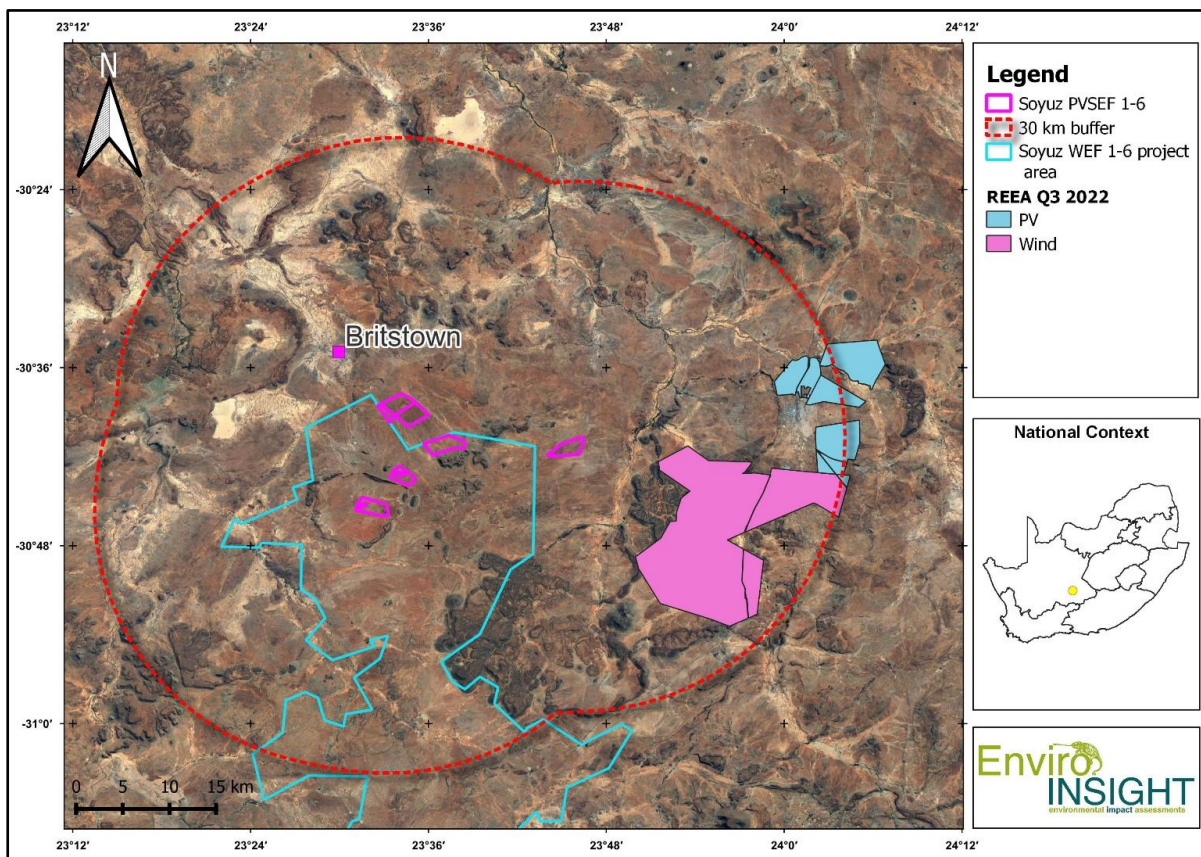 23°12' 23°24' 23°36' 23°48' 24°0' 24°12'
N
-30°24'
Britstown
-30°36'
-30°48'
-31°0'
0 5 10 15 km
23°12' 23°24' 23°36' 23°48' 24°0' 24°12'
Legend
Soyuz PVSEF 1-6
30 km buffer
Soyuz WEF 1-6 project
area
REEA Q3 2022
PV
Wind
National Context
Enviro
INSIGHT
environmental impact assessments